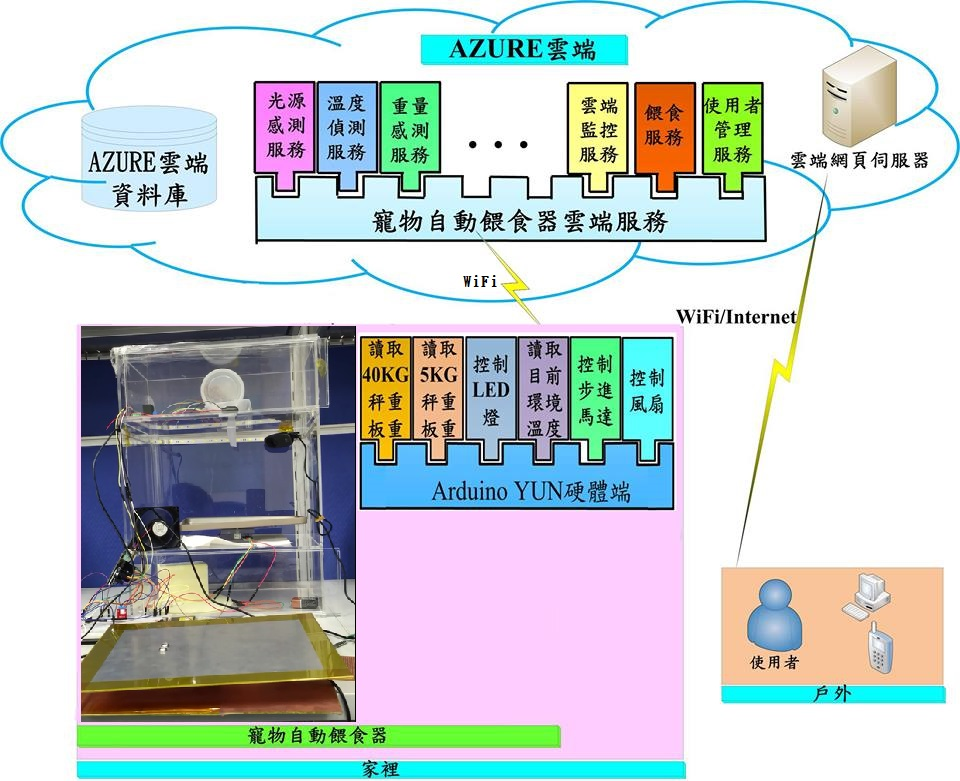 AZURE雲端
光源
感測
服務
溫度
偵測
服務
重量
感測
服務
...
雲端
監控
服務
餵食
服務
使用者
管理
服務
AZURE雲端
資料庫
雲端網頁伺服器
寵物自動餵食器雲端服務
WiFi
WiFi/Internet
讀取
40KG
秤重
板重
讀取
5KG
秤重
板重
控制
LED
燈
讀取
目前
環境
溫度
控制
步進
馬達
控制
風扇
Arduino YUN硬體端
使用者
戶外
寵物自動餵食器
家裡